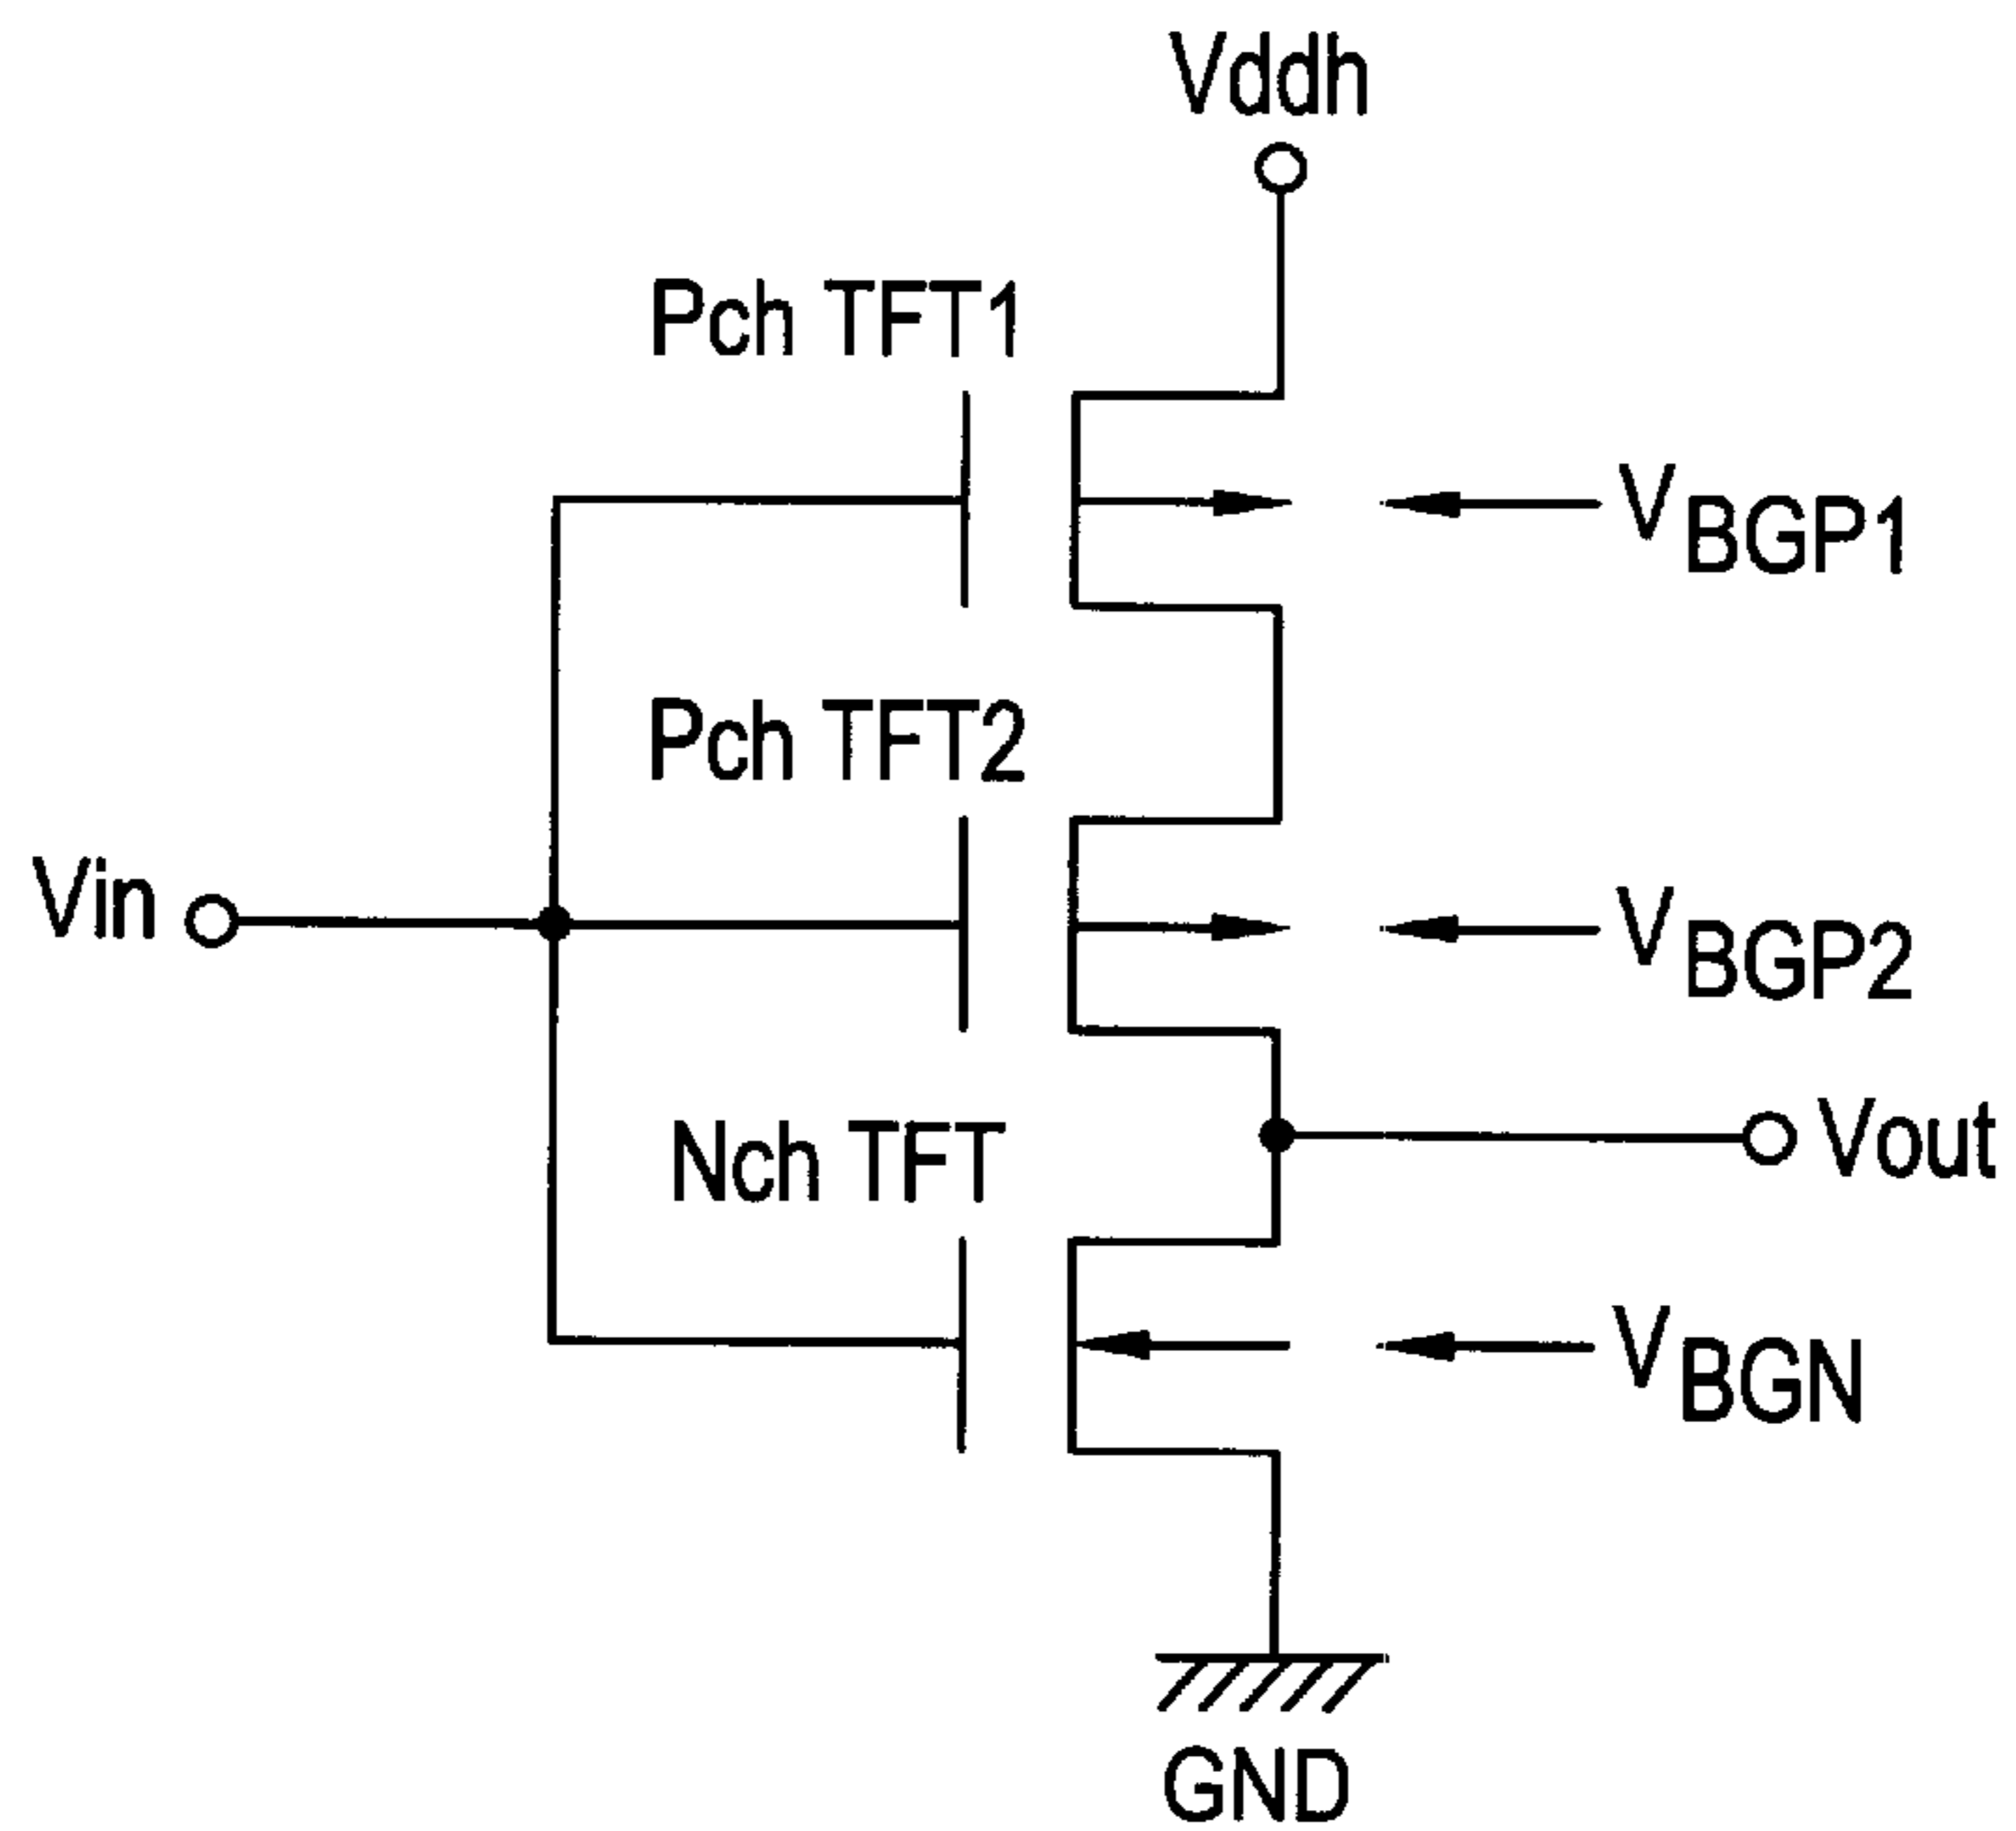 Vddh
Pch TFT1
VBGP1
Pch TFT2
Vin
VBGP2
Vout
Nch TFT
VBGN
GND